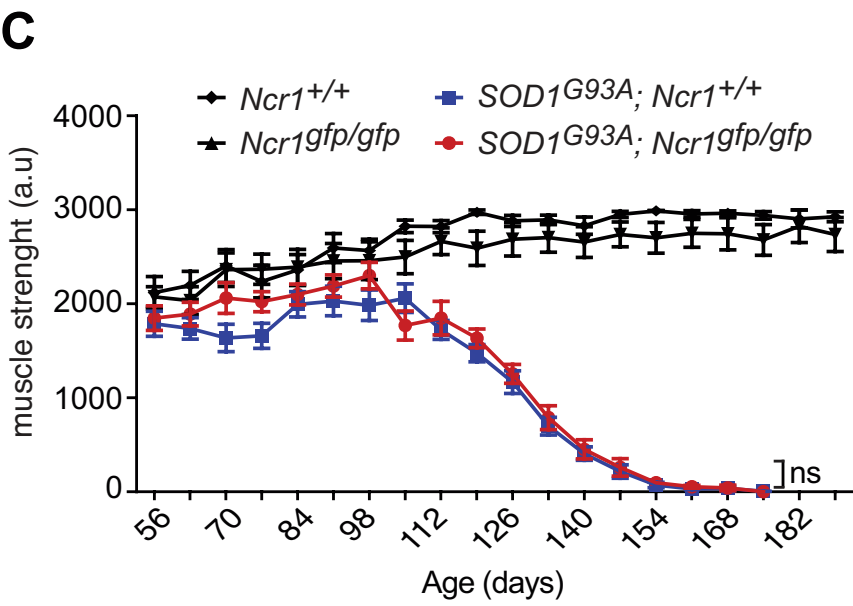 C
Ncr1+/+ SOD1G93A; Ncr1+/+
Ncr1gfp/gfp SOD1G93A; Ncr1gfp/gfp
4000
3000
2000
1000
0
muscle strenght (a.u)
ns
56 70 84 98 112 126 140 154 168 182
Age (days)